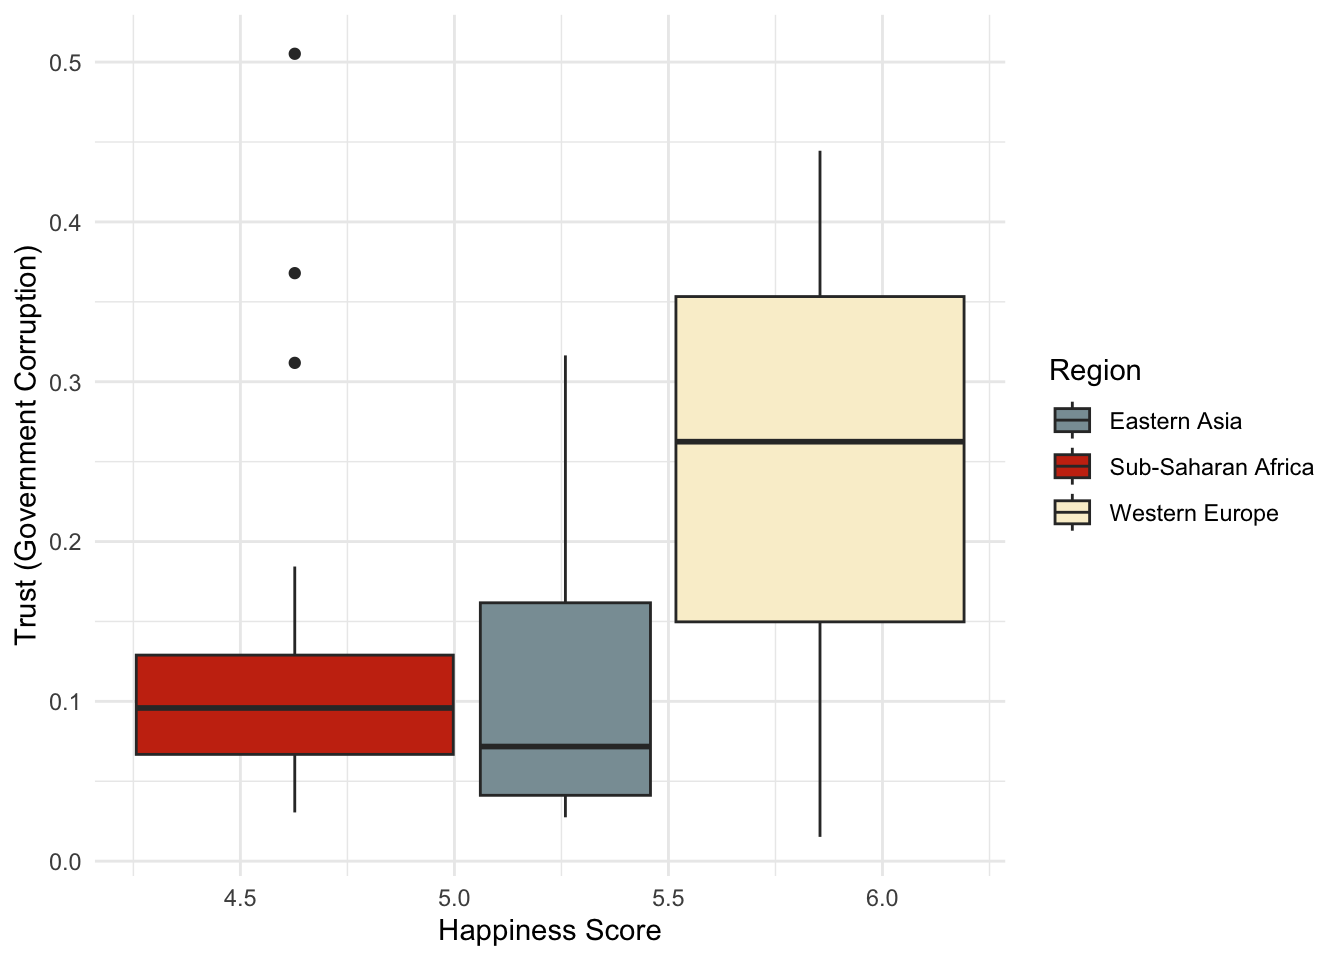 0.5
0.4
0.3
0.2
0.1
0.0
Trust (Government Corruption)
4.5 5.0 5.5 6.0
Happiness Score
Region
Eastern Asia
Sub-Saharan Africa
Western Europe